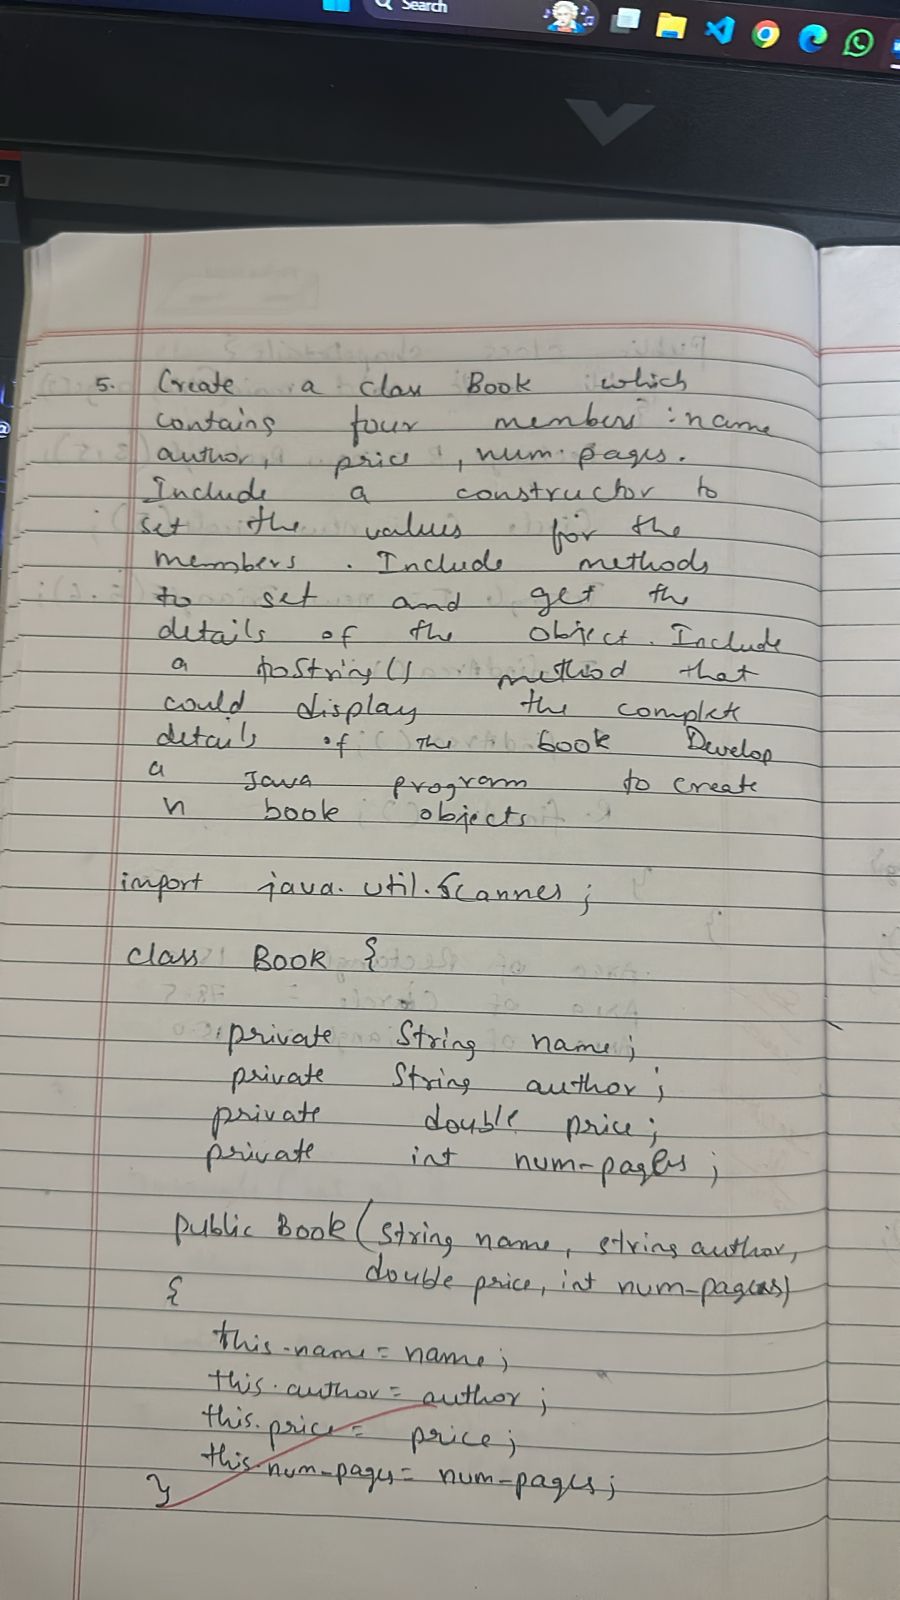 Search
5. Create a class Book which
contains four members : name
author, price, num-pages.
Include a constructor to
set the values for the
members. Include methods
to set and get the
details of the object. Include
a toString() method that
could display the complete
details of the book Develop
a Java program to create
n book objects
import java.util.Scanner;
class Book {
private String name;
private String author;
private double price;
private int num-pages;
public Book (String name, string author,
double price, int num-pages)
{
this.name = name;
this.author = author;
this.price = price;
this.num-pages = num-pages;
}